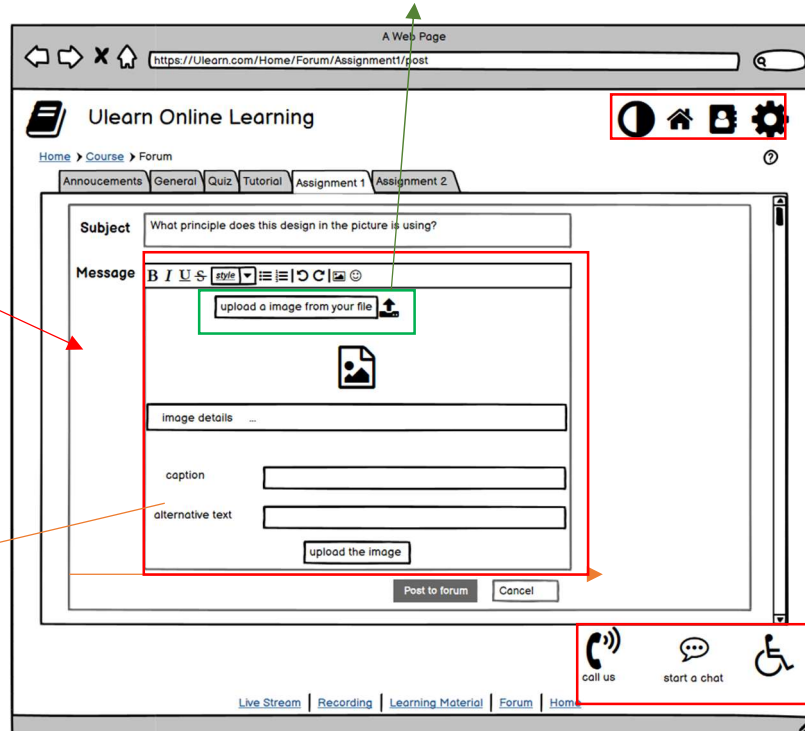 A Web Page
https://Ulearn.com/Home/Forum/Assignment1/post
Ulearn Online Learning
Home > Course > Forum
Annoucements General Quiz Tutorial Assignment 1 Assignment 2
Subject What principle does this design in the picture is using?
Message B I U S style
upload a image from your file
image details ...
caption
alternative text
upload the image
Post to forum Cancel
call us start a chat
Live Stream | Recording | Learning Material | Forum | Home